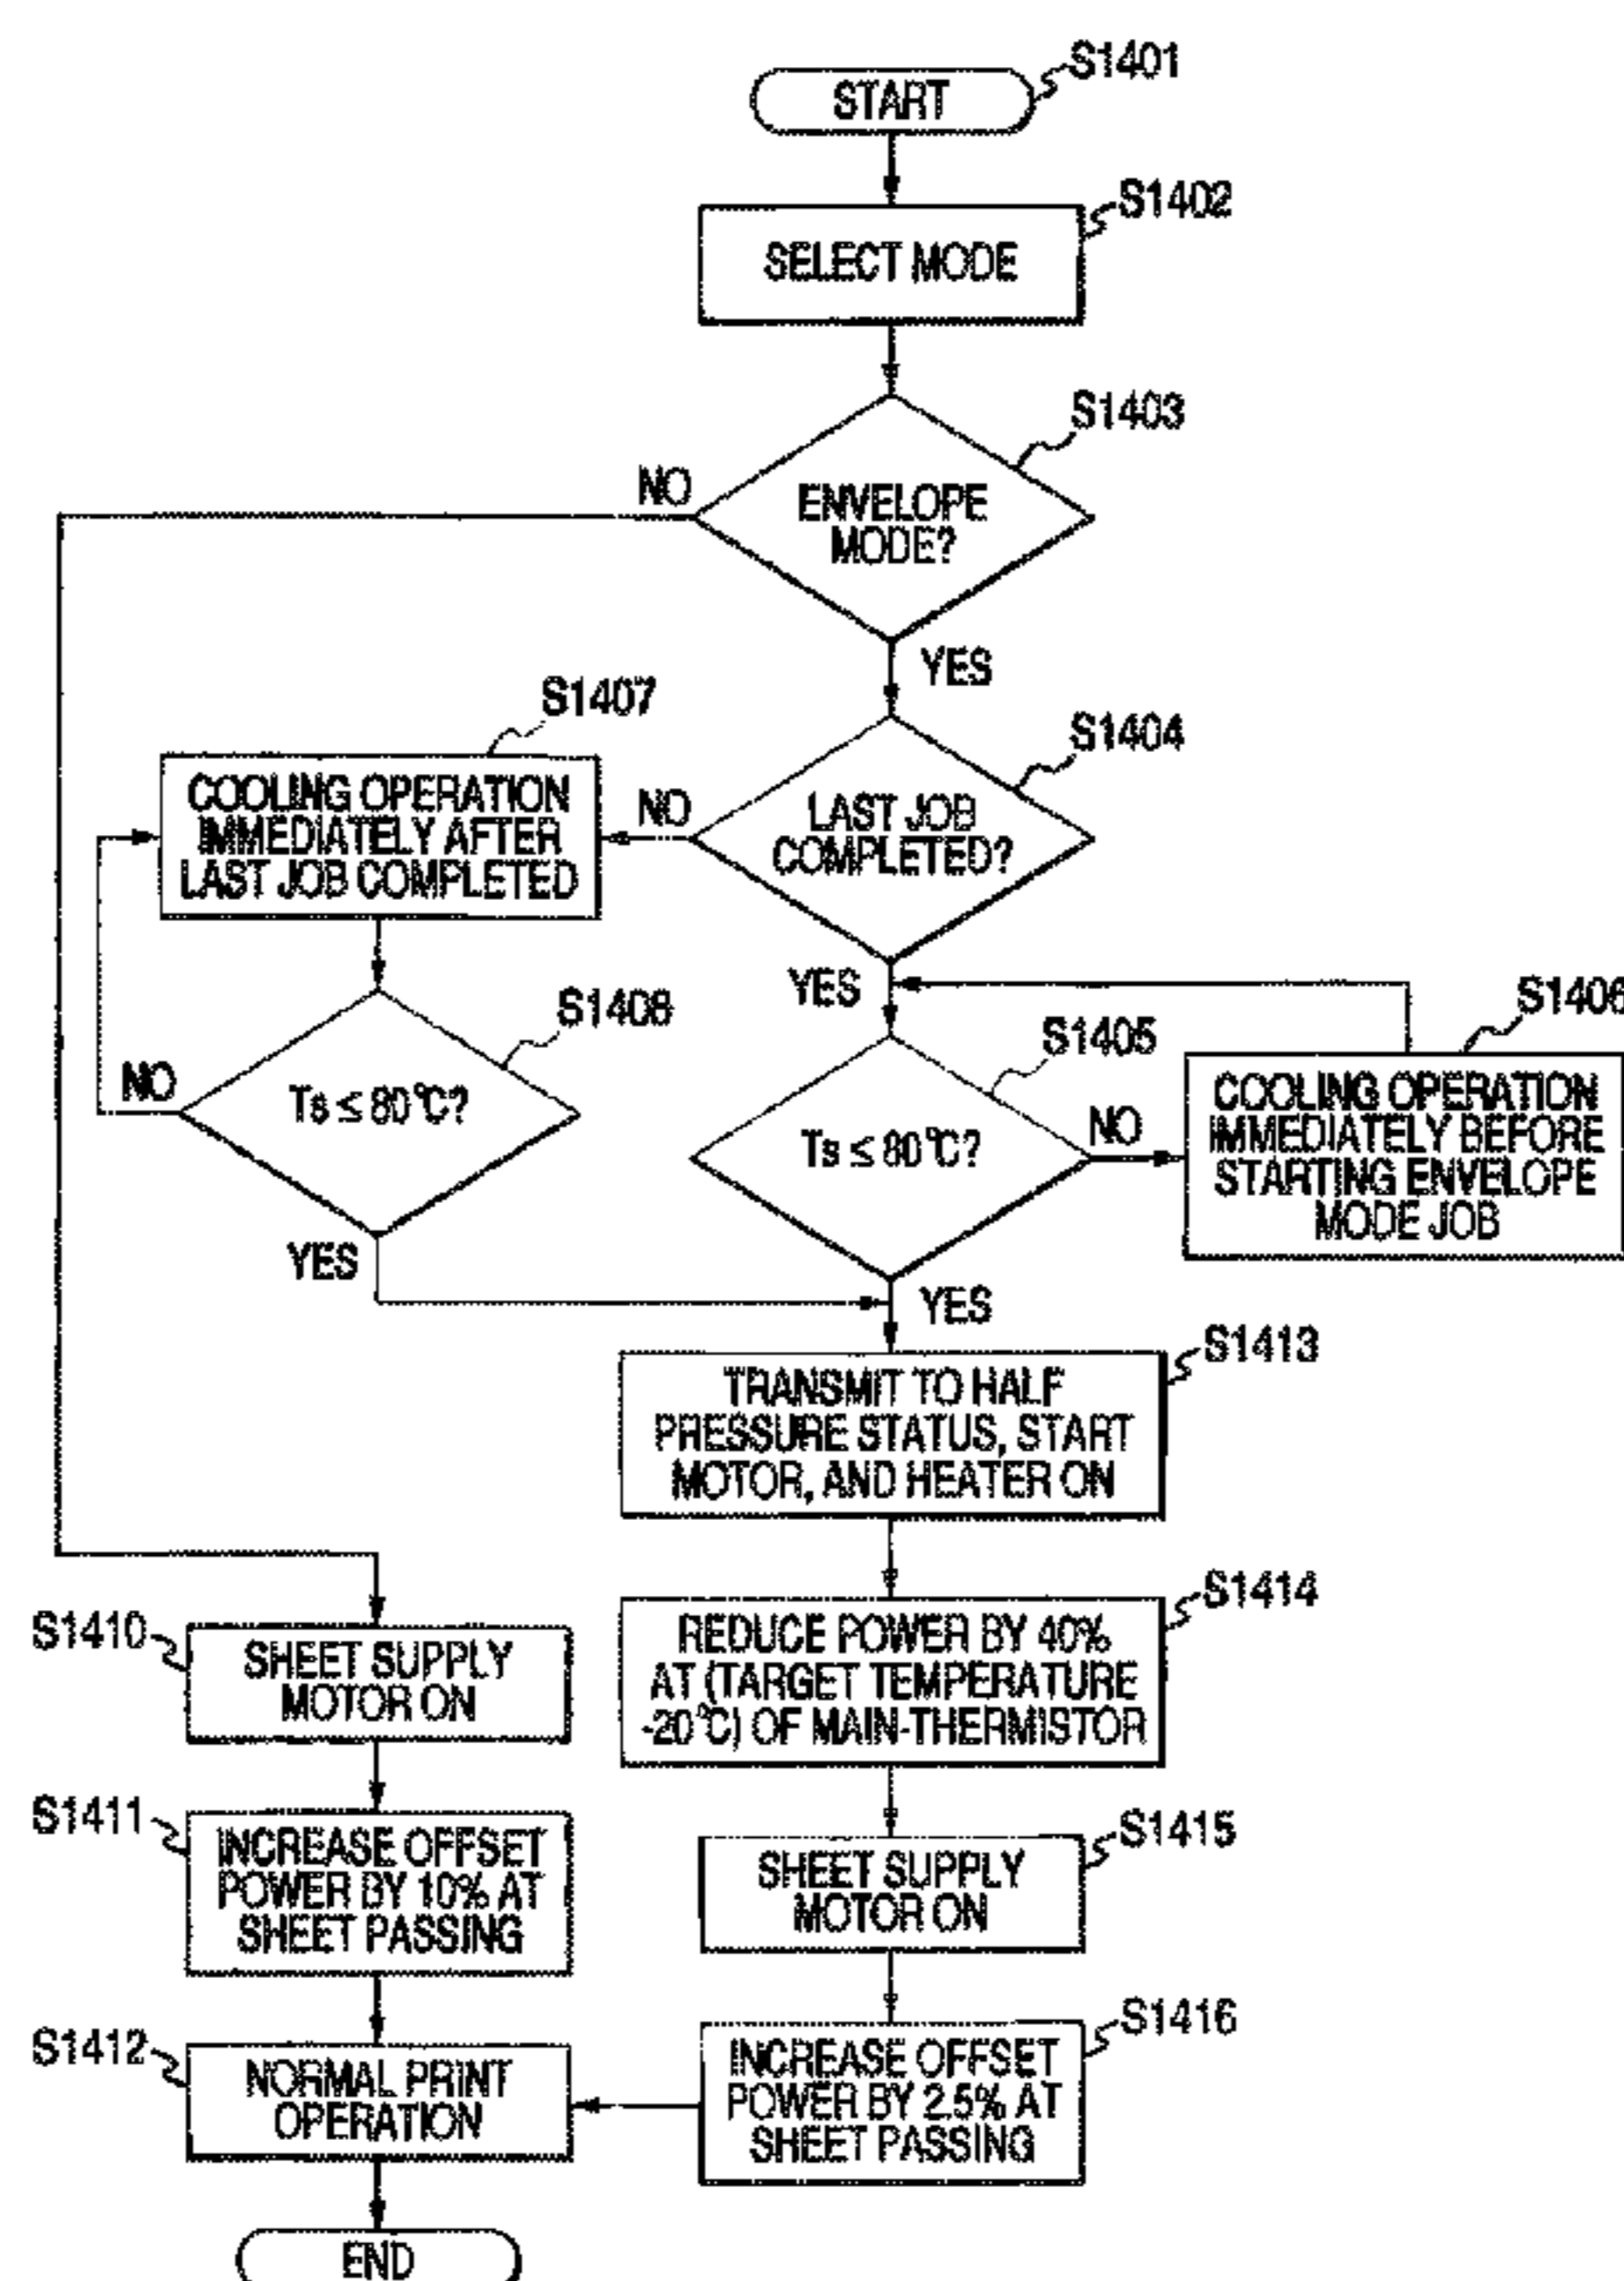 S1401
START
S1402
SELECT MODE
S1403
NO
ENVELOPE
MODE?
YES
S1407
S1404
COOLING OPERATION
IMMEDIATELY AFTER
LAST JOB COMPLETED
NO
LAST JOB
COMPLETED?
YES
S1408
S1405
S1406
NO
Ts ≤ 80℃?
Ts ≤ 80℃?
NO
COOLING OPERATION
IMMEDIATELY BEFORE
STARTING ENVELOPE
MODE JOB
YES
YES
S1413
TRANSMIT TO HALF
PRESSURE STATUS, START
MOTOR, AND HEATER ON
S1414
REDUCE POWER BY 40%
AT (TARGET TEMPERATURE
-20℃) OF MAIN-THERMISTOR
S1410
SHEET SUPPLY
MOTOR ON
S1415
SHEET SUPPLY
MOTOR ON
S1411
INCREASE OFFSET
POWER BY 10% AT
SHEET PASSING
S1416
INCREASE OFFSET
POWER BY 2.5% AT
SHEET PASSING
S1412
NORMAL PRINT
OPERATION
END